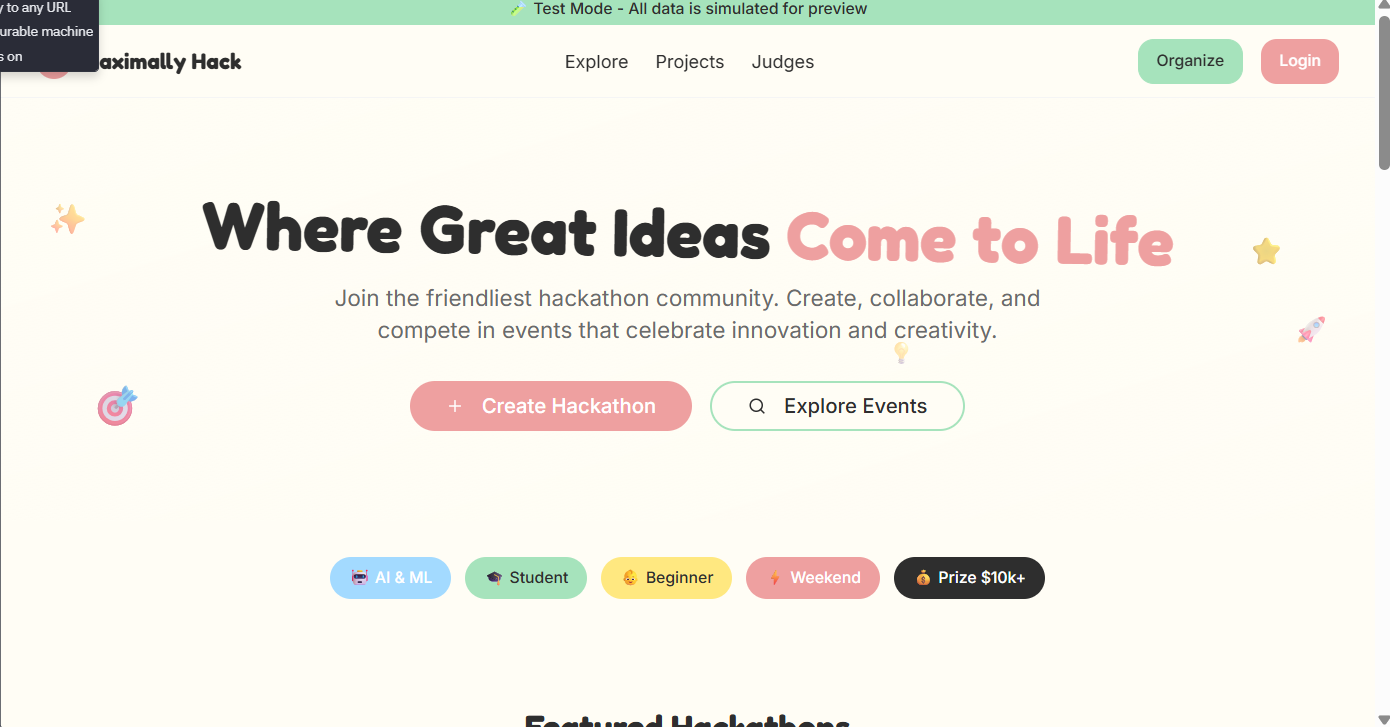 y to any URL
urable machine
s on
🧪 Test Mode - All data is simulated for preview
aximally Hack
Explore Projects Judges
Organize Login
Where Great Ideas Come to Life
Join the friendliest hackathon community. Create, collaborate, and
compete in events that celebrate innovation and creativity.
+ Create Hackathon Explore Events
AI & ML Student Beginner Weekend Prize $10k+
Featured Hackathons